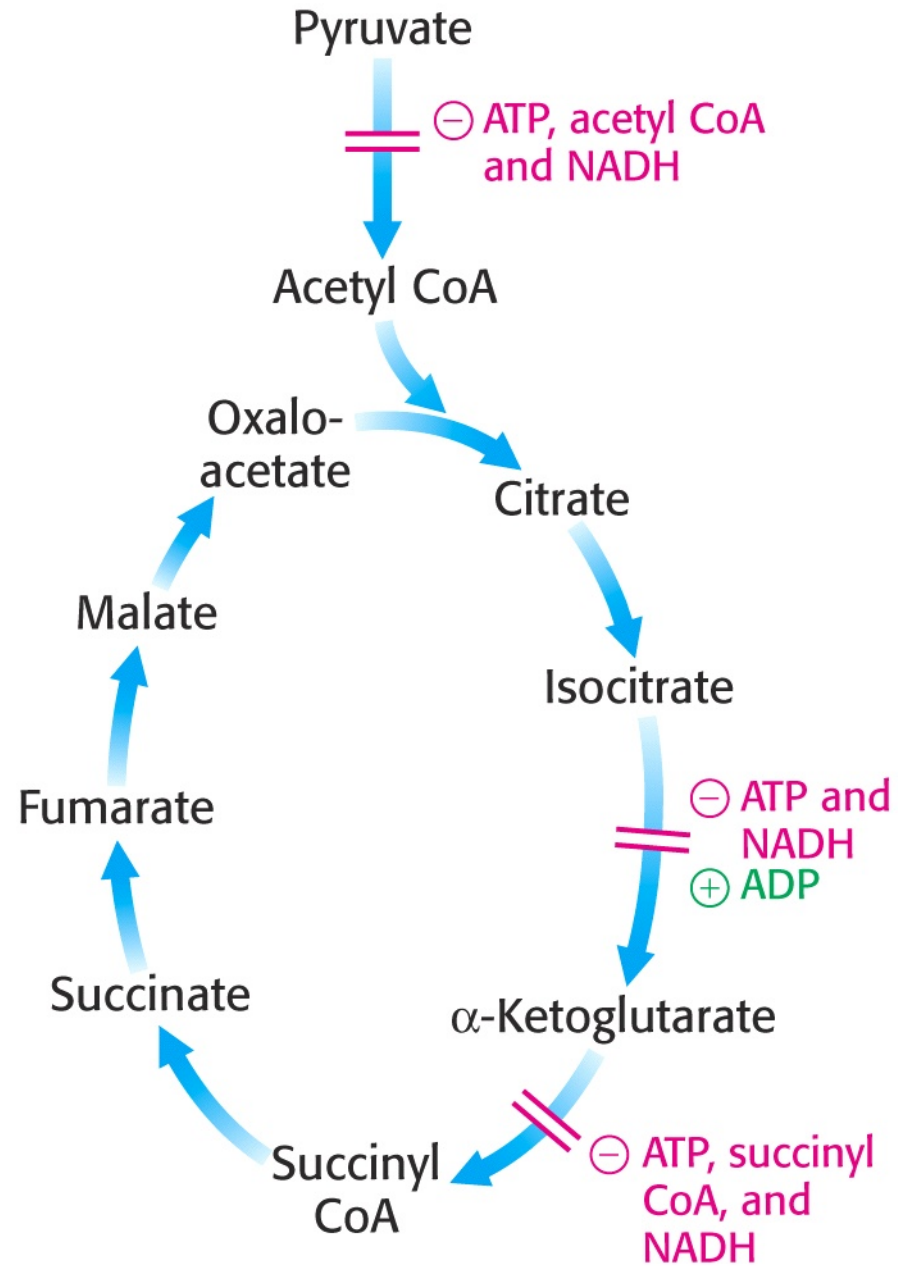 Pyruvate
⊖ ATP, acetyl CoA
and NADH
Acetyl CoA
Oxalo-
acetate
Citrate
Malate
Isocitrate
⊖ ATP and
NADH
⊕ ADP
Fumarate
Succinate
α-Ketoglutarate
Succinyl
CoA
⊖ ATP, succinyl
CoA, and
NADH